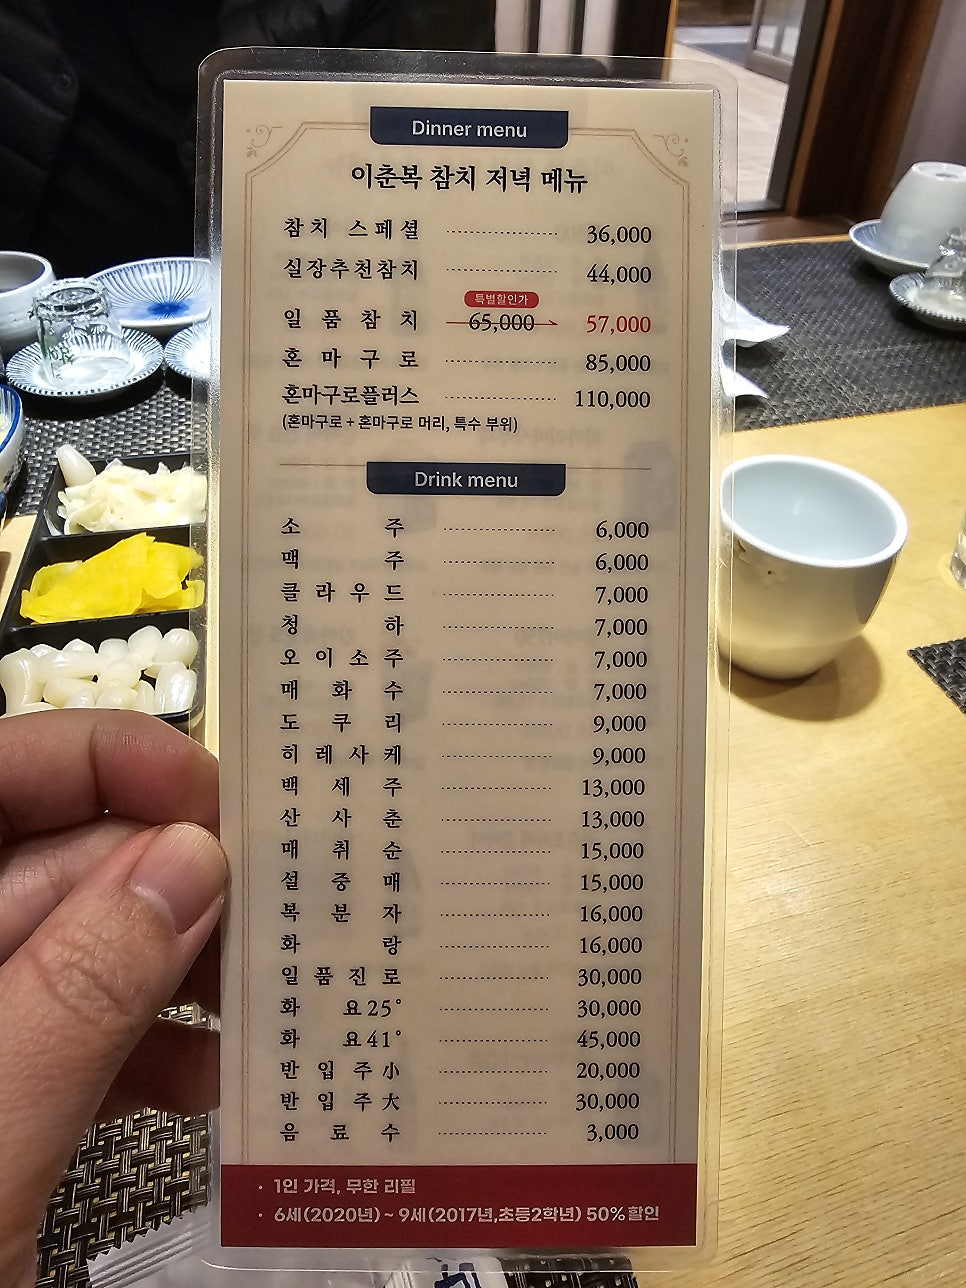 Dinner menu
이춘복 참치 저녁 메뉴
참치 스페셜 36,000
실장추천참치 44,000
특별할인가
일품참치 65,000 57,000
혼마구로 85,000
혼마구로플러스 110,000
(혼마구로 + 혼마구로 머리, 특수 부위)
Drink menu
소주 6,000
맥주 6,000
클라우드 7,000
청하 7,000
오이소주 7,000
매화수 7,000
도쿠리 9,000
히레사케 9,000
백세주 13,000
산사춘 13,000
매취순 15,000
설중매 15,000
복분자 16,000
화랑 16,000
일품진로 30,000
화요25° 30,000
화요41° 45,000
반입주小 20,000
반입주大 30,000
음료수 3,000
· 1인 가격, 무한 리필
· 6세(2020년) ~ 9세(2017년,초등2학년) 50% 할인